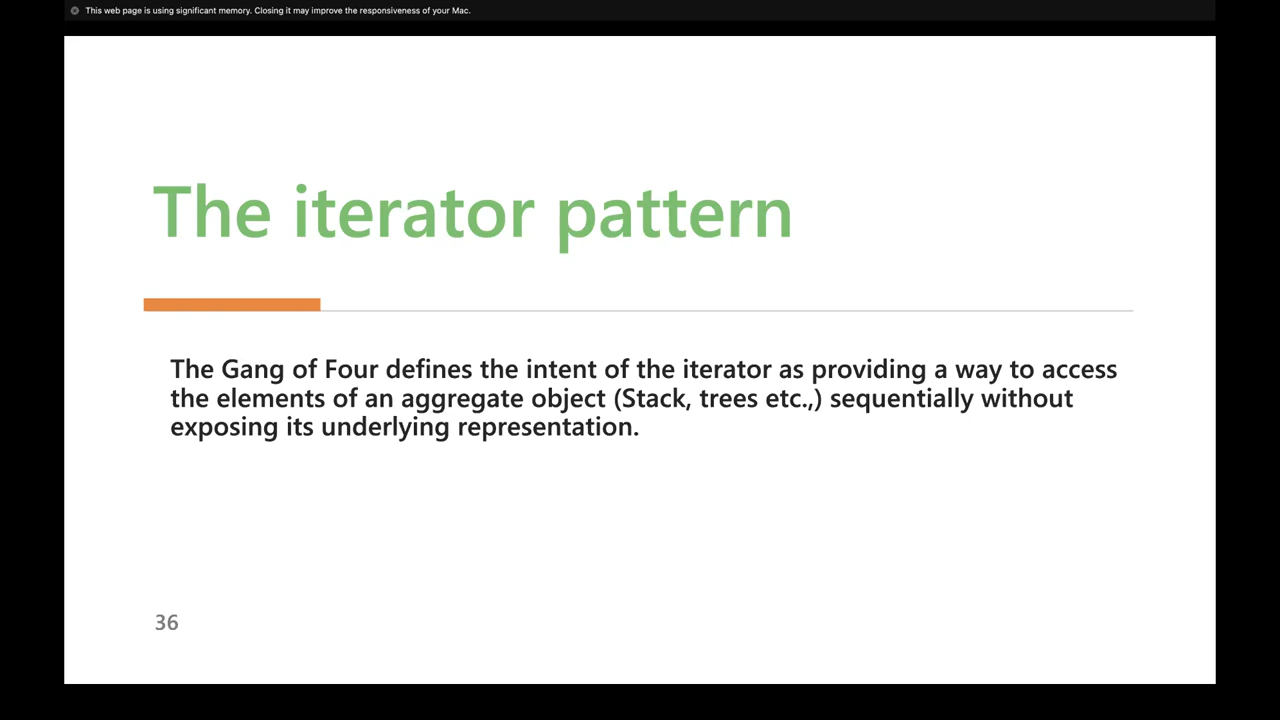 This web page is using significant memory. Closing it may improve the responsiveness of your Mac.
The iterator pattern
The Gang of Four defines the intent of the iterator as providing a way to access
the elements of an aggregate object (Stack, trees etc.,) sequentially without
exposing its underlying representation.
36